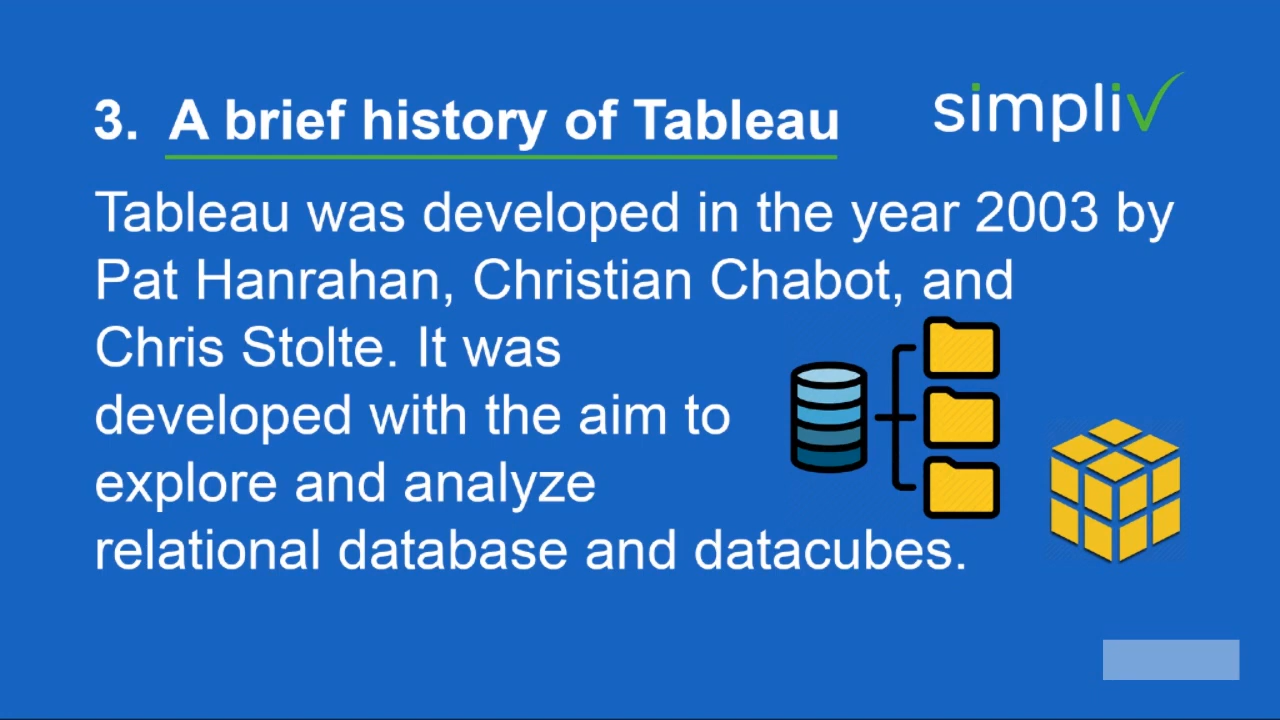 3. A brief history of Tableau
simpliv
Tableau was developed in the year 2003 by
Pat Hanrahan, Christian Chabot, and
Chris Stolte. It was
developed with the aim to
explore and analyze
relational database and datacubes.